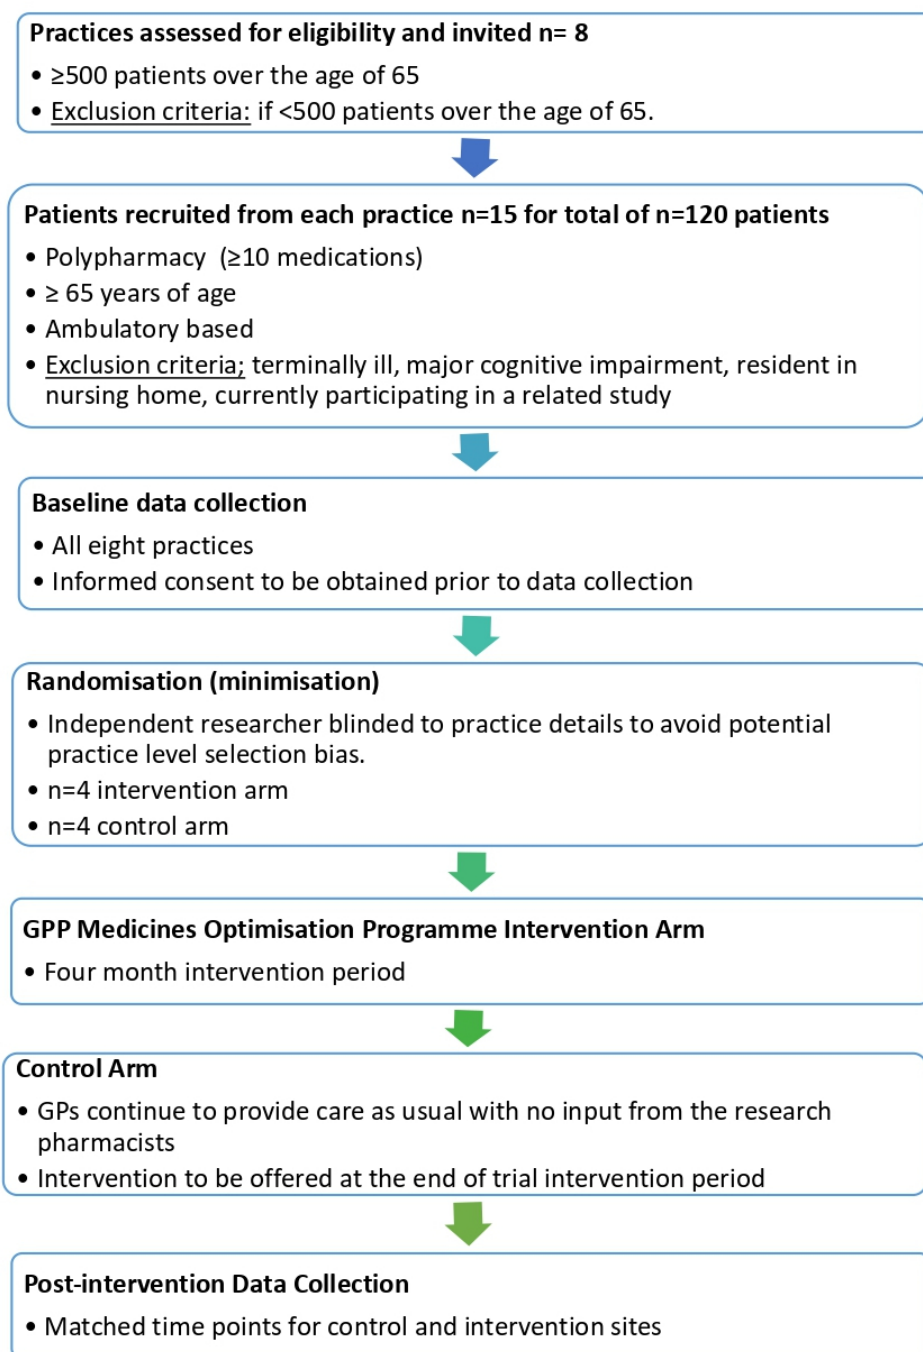 Practices assessed for eligibility and invited n= 8
• ≥500 patients over the age of 65
• Exclusion criteria: if <500 patients over the age of 65.
Patients recruited from each practice n=15 for total of n=120 patients
• Polypharmacy (≥10 medications)
• ≥ 65 years of age
• Ambulatory based
• Exclusion criteria; terminally ill, major cognitive impairment, resident in
nursing home, currently participating in a related study
Baseline data collection
• All eight practices
• Informed consent to be obtained prior to data collection
Randomisation (minimisation)
• Independent researcher blinded to practice details to avoid potential
practice level selection bias.
• n=4 intervention arm
• n=4 control arm
GPP Medicines Optimisation Programme Intervention Arm
• Four month intervention period
Control Arm
• GPs continue to provide care as usual with no input from the research
pharmacists
• Intervention to be offered at the end of trial intervention period
Post-intervention Data Collection
• Matched time points for control and intervention sites